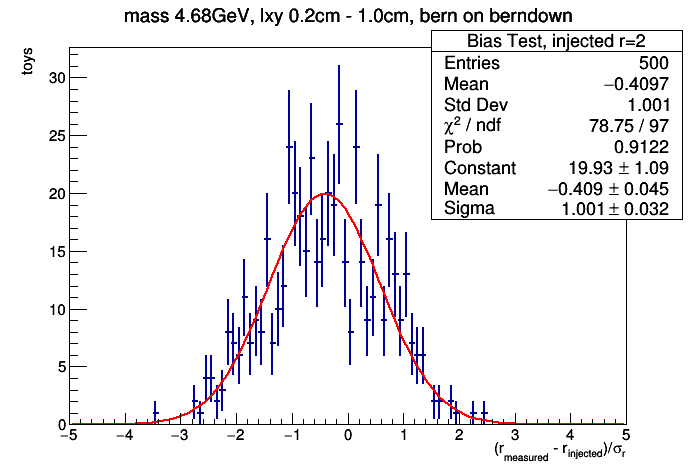 mass 4.68GeV, lxy 0.2cm - 1.0cm, bern on berndown
Bias Test, injected r=2
Entries 500
Mean −0.4097
Std Dev 1.001
χ² / ndf 78.75 / 97
Prob 0.9122
Constant 19.93 ± 1.09
Mean −0.409 ± 0.045
Sigma 1.001 ± 0.032
toys
30
25
20
15
10
5
0
−5 −4 −3 −2 −1 0 1 2 3 4 5
(r_measured - r_injected)/σ_r